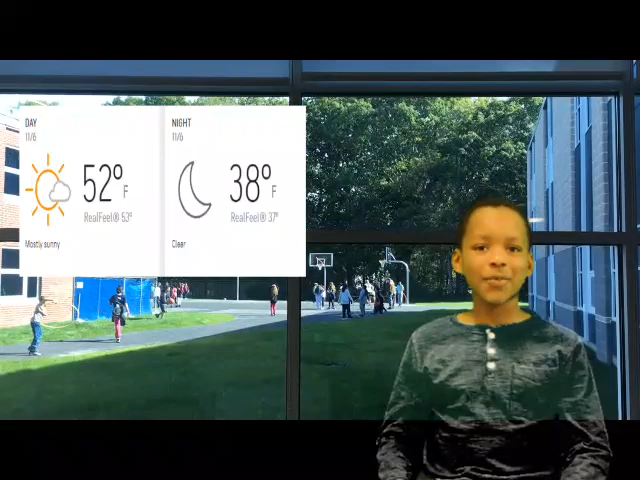 DAY
11/6
52° F
RealFeel® 53°
Mostly sunny
NIGHT
11/6
38° F
RealFeel® 37°
Clear